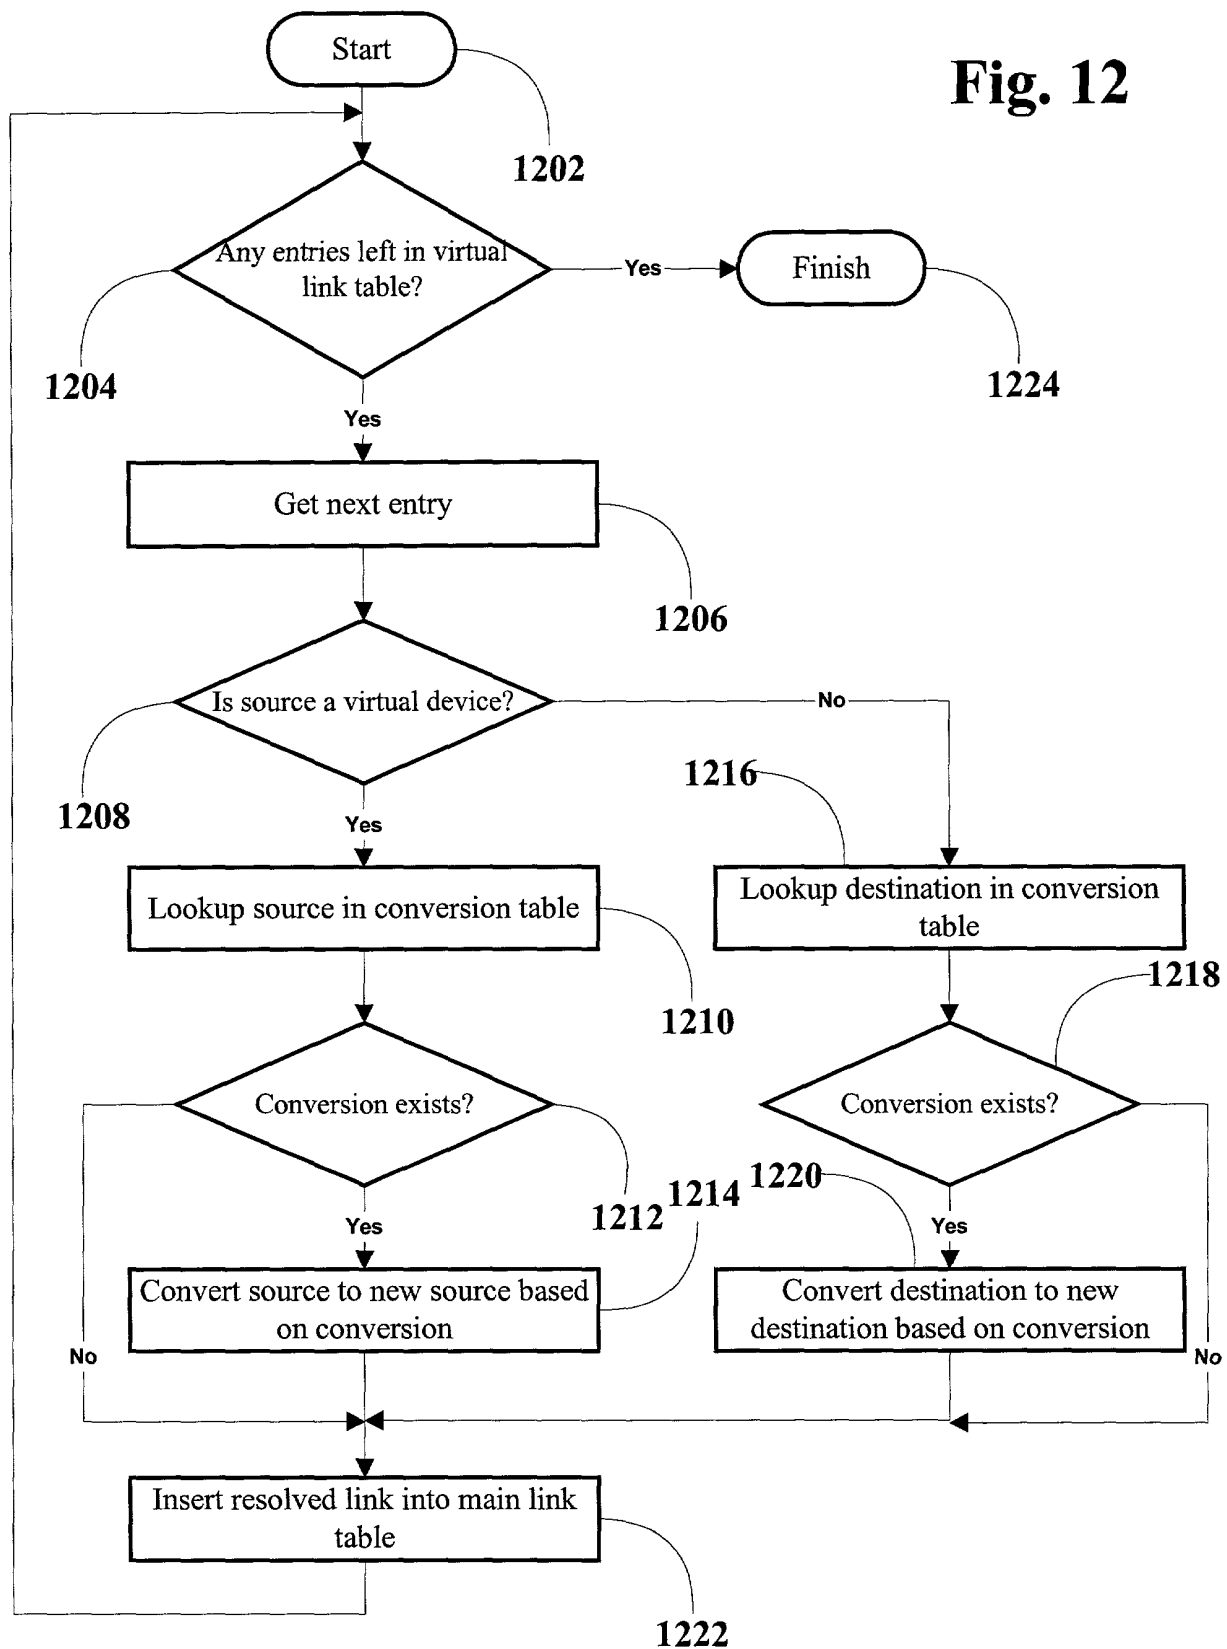 Start
Fig. 12
1202
Any entries left in virtual
link table?
Yes
Finish
1204
1224
Yes
Get next entry
1206
Is source a virtual device?
No
1216
1208
Yes
Lookup source in conversion table
Lookup destination in conversion
table
1218
1210
Conversion exists?
Conversion exists?
1220
1214
1212
Yes
Yes
Convert source to new source based
on conversion
Convert destination to new
destination based on conversion
No
No
Insert resolved link into main link
table
1222